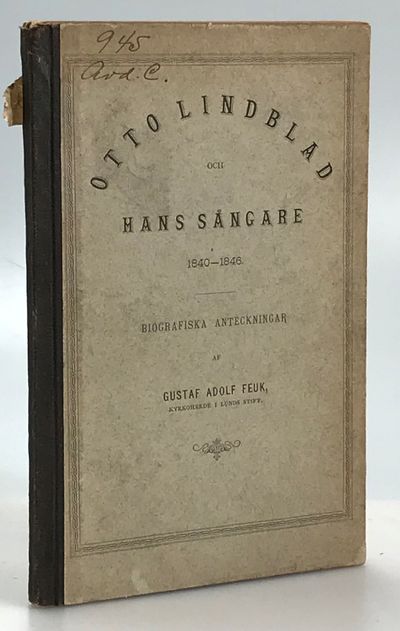 945
Avd. C.
OTTO LINDBLAD
OCH
HANS SÅNGARE
1840—1846.
BIOGRAFISKA ANTECKNINGAR
AF
GUSTAF ADOLF FEUK,
KYRKOHERDE I LUNDS STIFT.